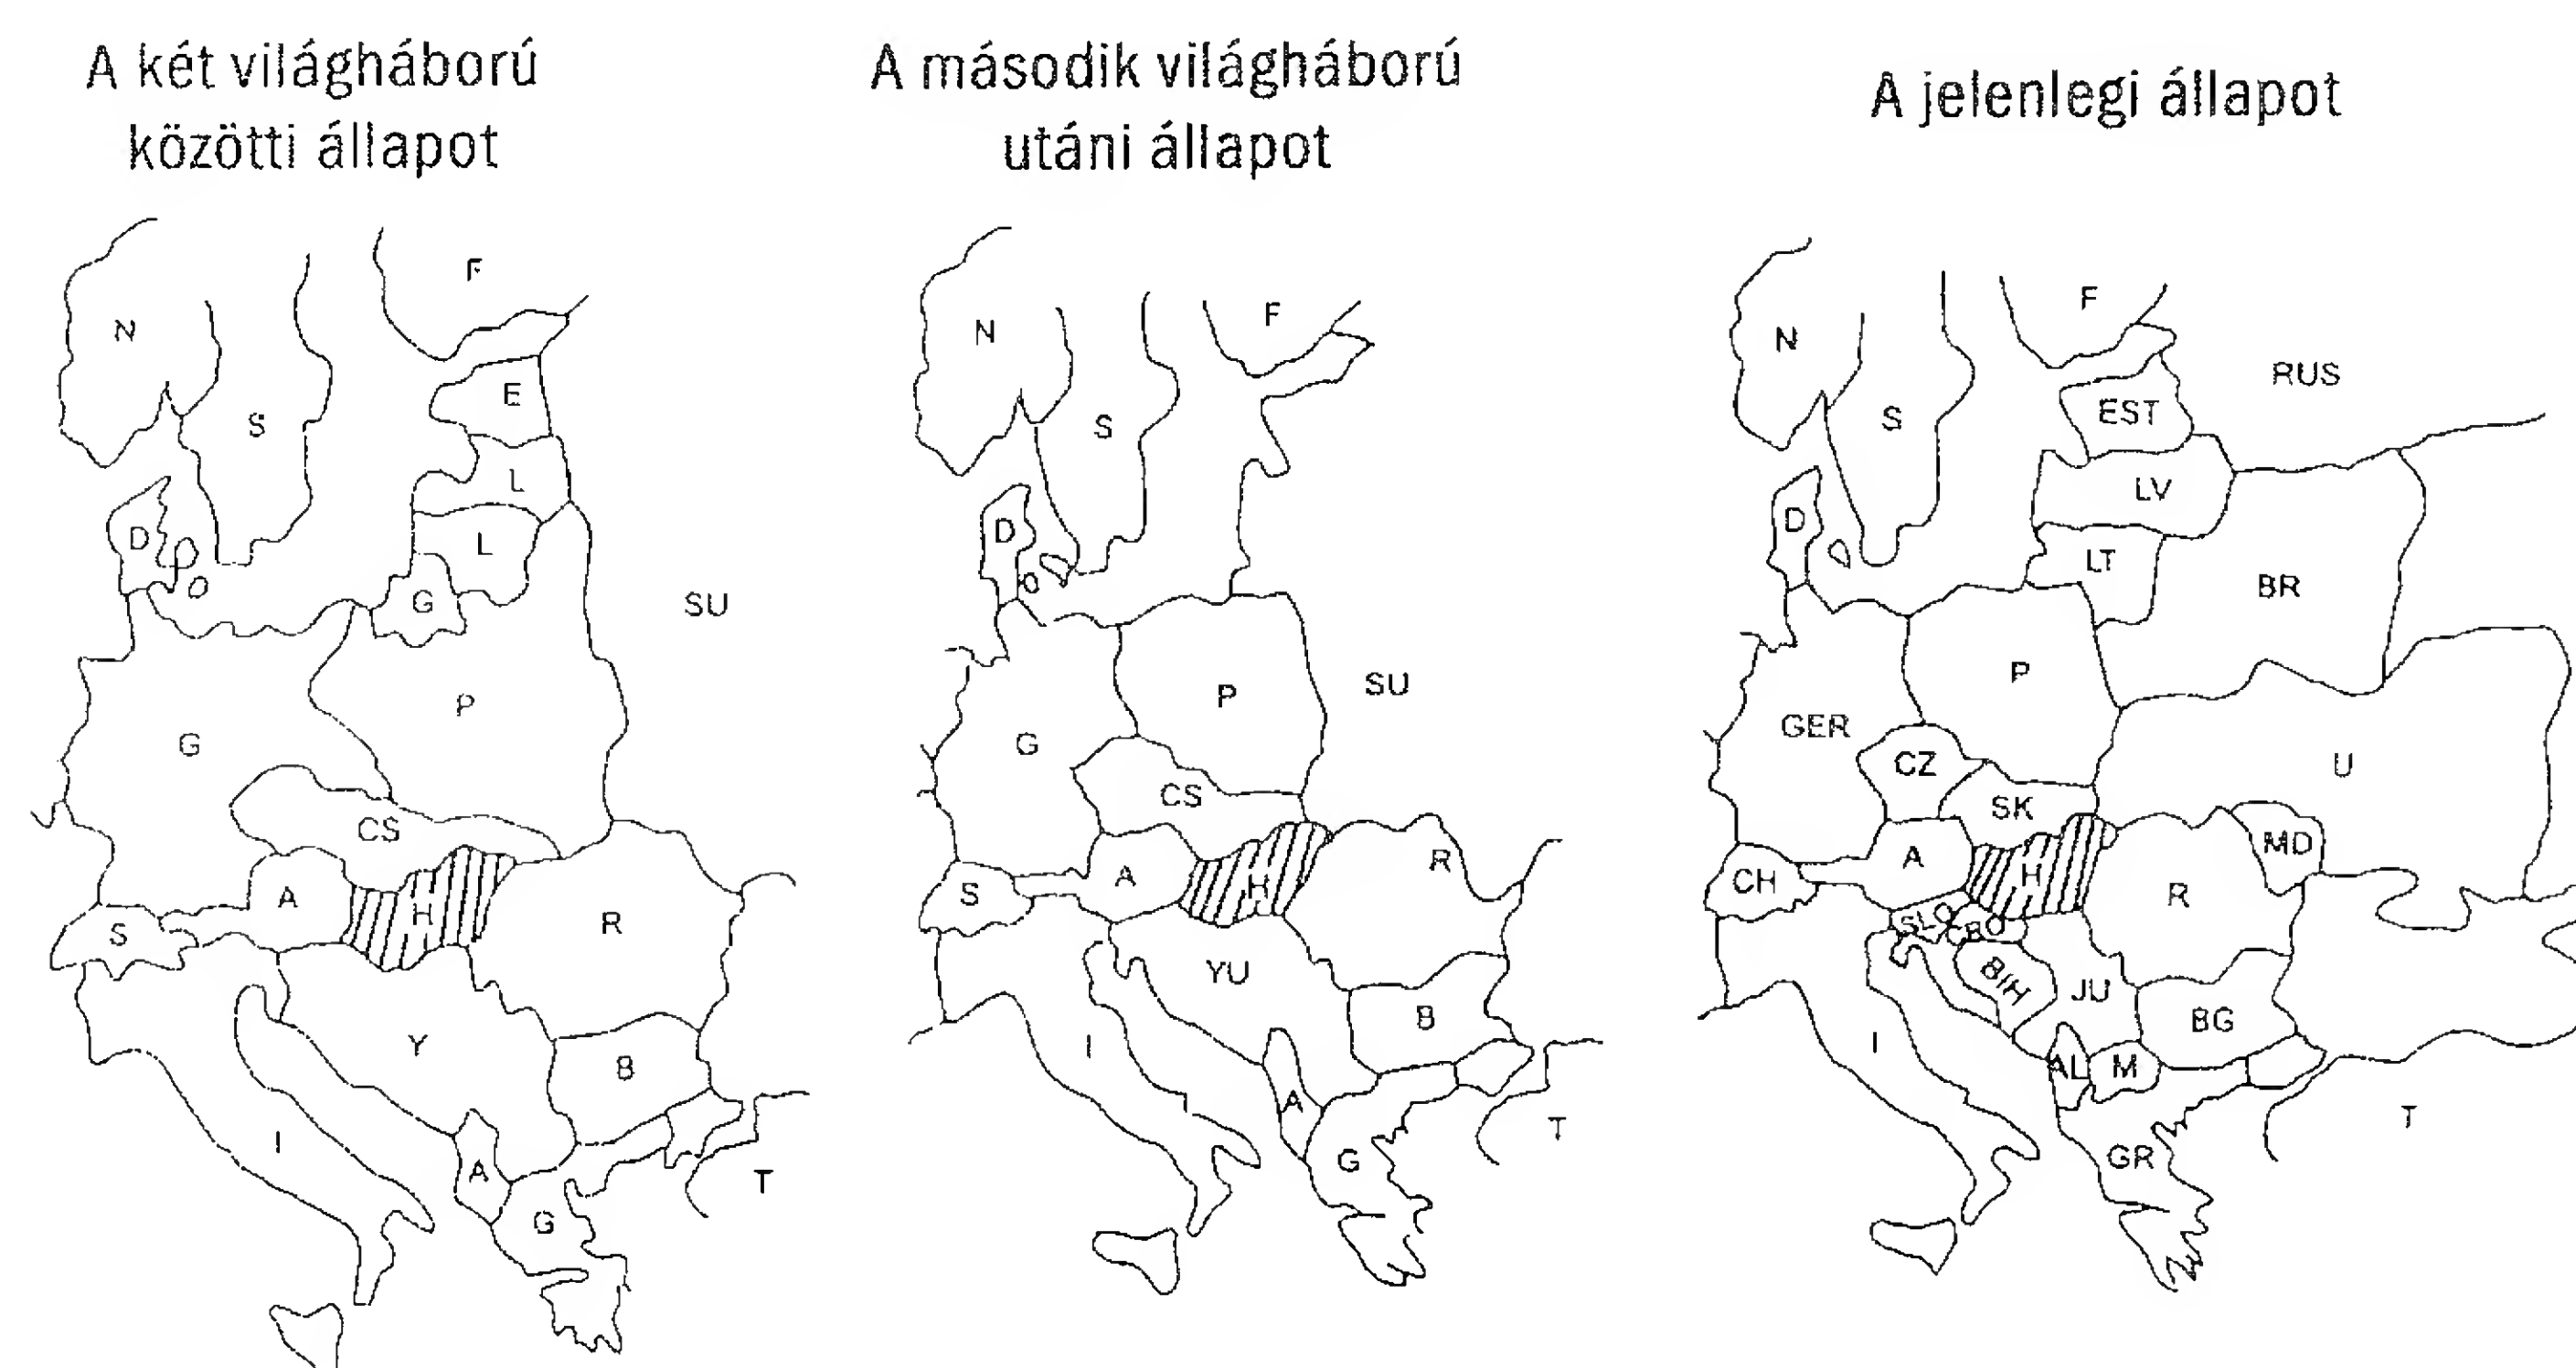 A két világháború
közötti állapot
N
F
S
E
L
D
L
G
SU
P
G
CS
A
H
R
S
Y
B
I
A
T
G
A második világháború
utáni állapot
N
F
S
D
P
SU
G
CS
R
A
H
S
YU
B
I
A
T
G
A jelenlegi állapot
F
N
RUS
EST
S
LV
D
LT
BR
P
GER
CZ
U
SK
MD
A
H
CH
R
SLO
BIH
JU
BG
I
AL
M
T
GR